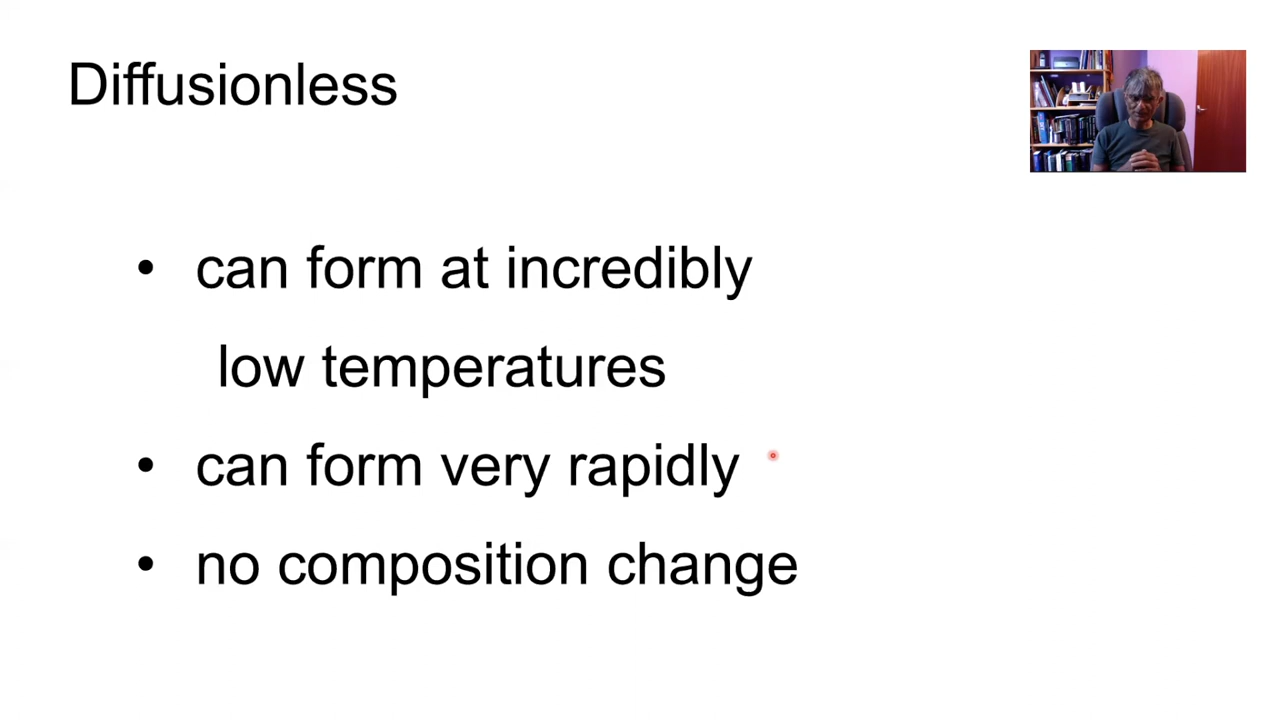 Diffusionless
• can form at incredibly
low temperatures
• can form very rapidly
• no composition change